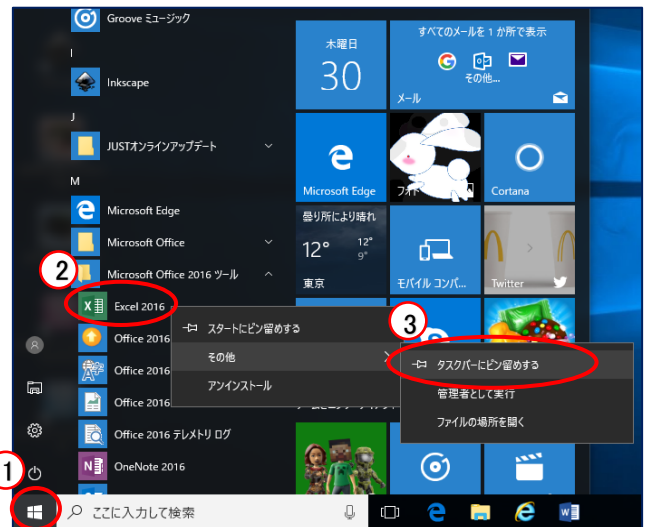 Groove ミュージック
I
Inkscape
J
JUSTオンラインアップデート
M
Microsoft Edge
Microsoft Office
②
Microsoft Office 2016 ツール
Excel 2016
Office 2016
Office 2016
Office 2016
Office 2016 テレメトリ ログ
OneNote 2016
木曜日
30
すべてのメールを 1 か所で表示
その他...
メール
Microsoft Edge
フォト
Cortana
曇り所により晴れ
12°
12°
9°
東京
モバイル コンパ...
Twitter
スタートにピン留めする
その他
アンインストール
③
タスクバーにピン留めする
管理者として実行
ファイルの場所を開く
1
ここに入力して検索